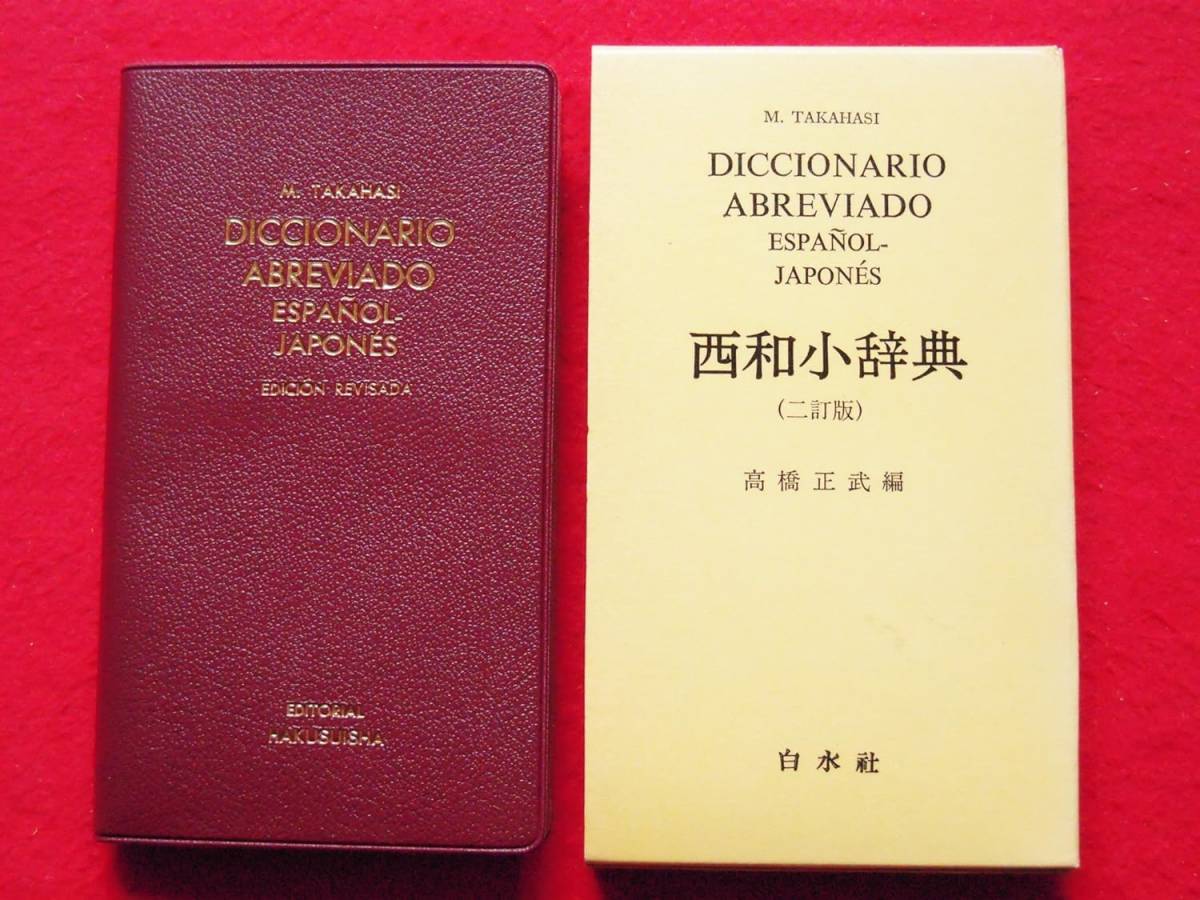 M. TAKAHASI
DICCIONARIO
ABREVIADO
ESPAÑOL-
JAPONÉS
EDICIÓN REVISADA
EDITORIAL
HAKUSUISHA
M. TAKAHASI
DICCIONARIO
ABREVIADO
ESPAÑOL-
JAPONÉS
西和小辞典
(二訂版)
高橋正武編
白水社